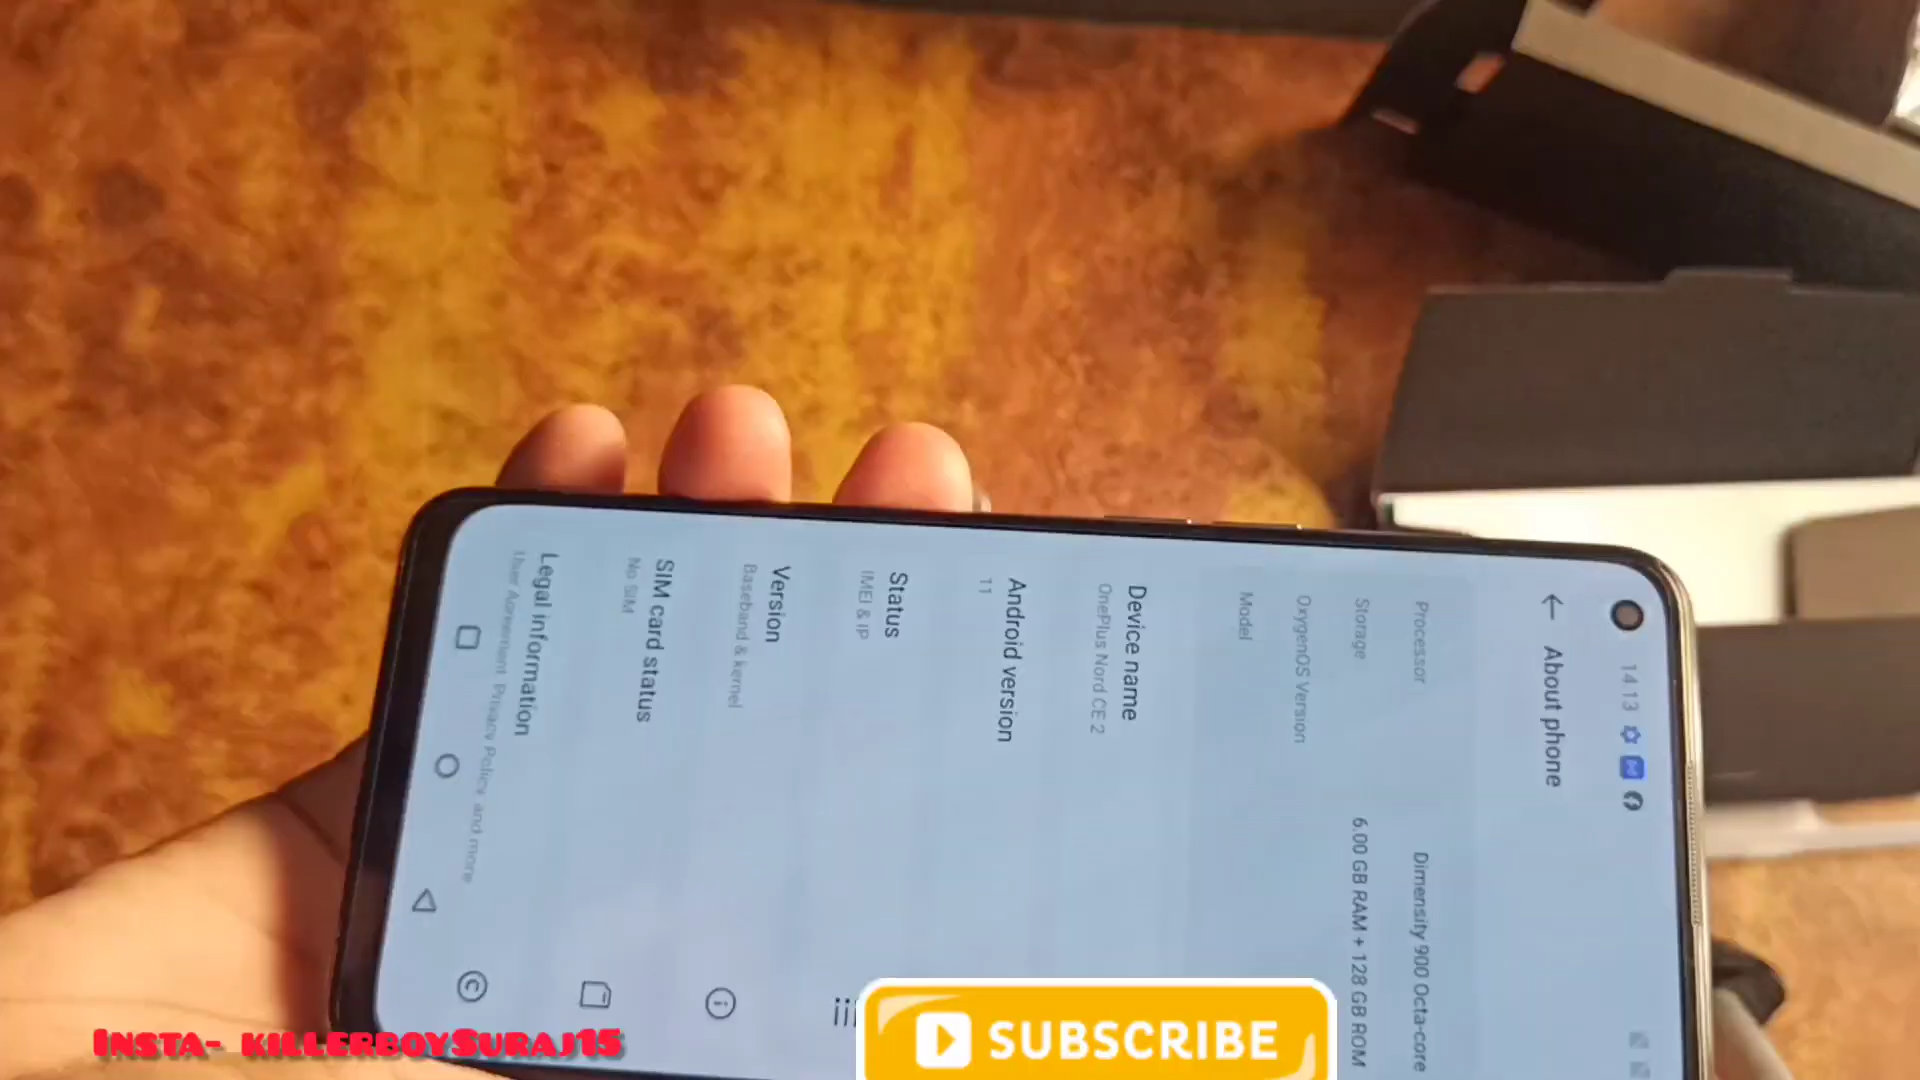 14:13
About phone
Processor Dimensity 900 Octa-core
Storage 6.00 GB RAM + 128 GB ROM
OxygenOS Version
Model
Device name
OnePlus Nord CE 2
Android version
11
Status
IMEI & IP
Version
Baseband & kernel
SIM card status
No SIM
Legal information
User Agreement, Privacy Policy and more
Insta- killerboySuraj15
SUBSCRIBE